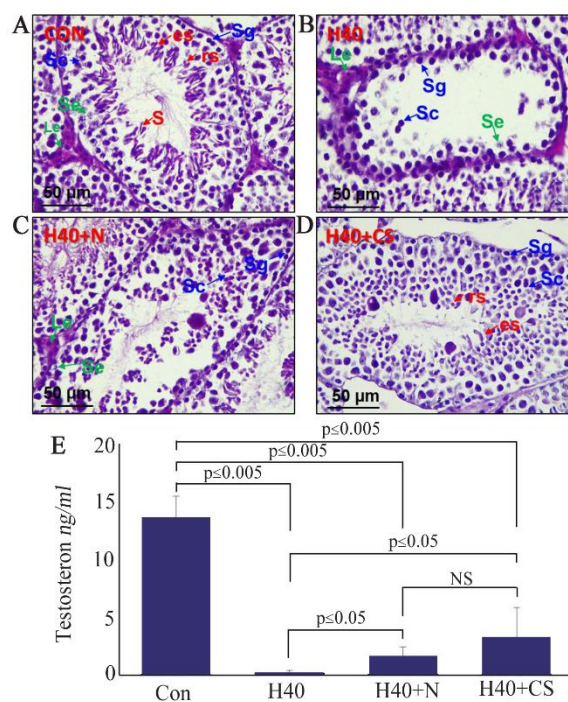 A
CON
es
Sg
Sc
rs
Se
S
Le
50 µm
B
H40
Le
Sg
Sc
Se
50 µm
C
H40+N
Sg
Sc
Le
Se
50 µm
D
H40+CS
Sg
Sc
rs
es
50 µm
E
p≤0.005
p≤0.005
p≤0.005
p≤0.05
NS
p≤0.05
Testosteron ng/ml
20
15
10
5
0
Con
H40
H40+N
H40+CS